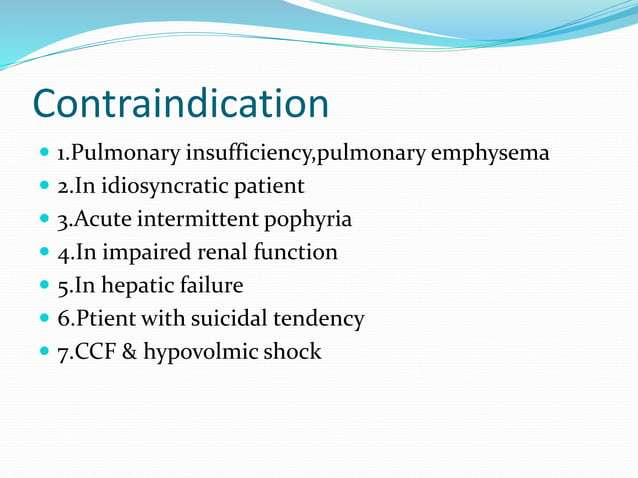 Contraindication
1.Pulmonary insufficiency,pulmonary emphysema
2.In idiosyncratic patient
3.Acute intermittent pophyria
4.In impaired renal function
5.In hepatic failure
6.Ptient with suicidal tendency
7.CCF & hypovolmic shock